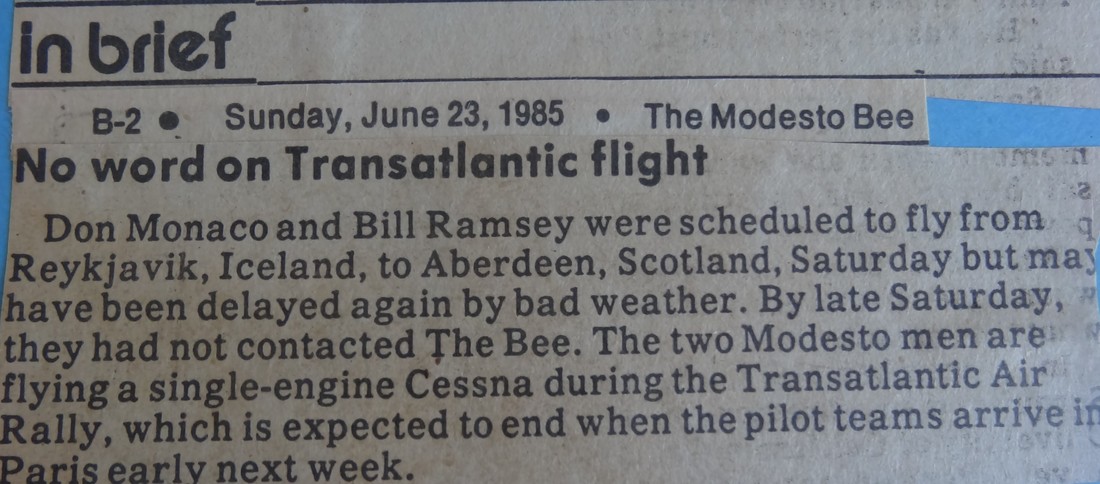 in brief
B-2 ● Sunday, June 23, 1985 • The Modesto Bee
No word on Transatlantic flight
Don Monaco and Bill Ramsey were scheduled to fly from
Reykjavik, Iceland, to Aberdeen, Scotland, Saturday but may
have been delayed again by bad weather. By late Saturday,
they had not contacted The Bee. The two Modesto men are
flying a single-engine Cessna during the Transatlantic Air
Rally, which is expected to end when the pilot teams arrive in
Paris early next week.